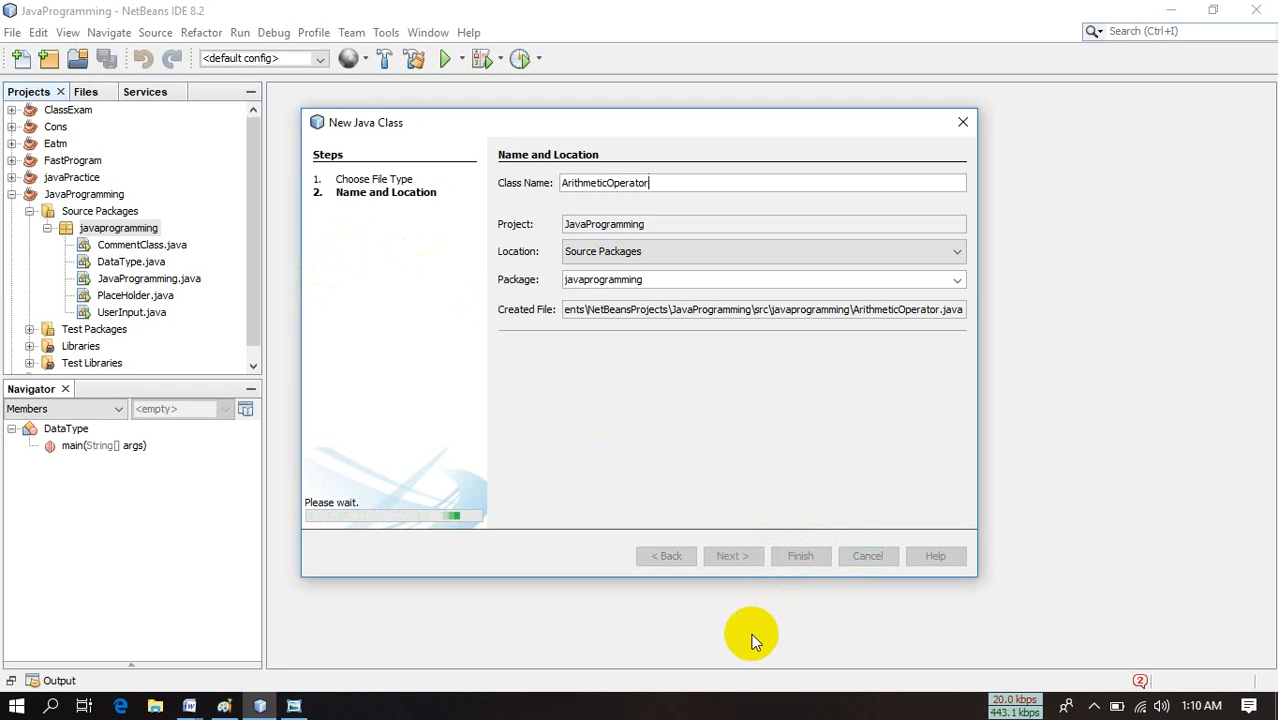 JavaProgramming - NetBeans IDE 8.2
File Edit View Navigate Source Refactor Run Debug Profile Team Tools Window Help
Search (Ctrl+I)
<default config>
Projects Files Services
ClassExam
Cons
Eatm
FastProgram
javaPractice
JavaProgramming
Source Packages
javaprogramming
CommentClass.java
DataType.java
JavaProgramming.java
PlaceHolder.java
UserInput.java
Test Packages
Libraries
Test Libraries
Navigator
Members <empty>
DataType
main(String[] args)
Output
New Java Class
Steps
1. Choose File Type
2. Name and Location
Please wait.
Name and Location
Class Name: ArithmeticOperator
Project: JavaProgramming
Location: Source Packages
Package: javaprogramming
Created File: ents\NetBeansProjects\JavaProgramming\src\javaprogramming\ArithmeticOperator.java
< Back Next > Finish Cancel Help
2
20.0 kbps
443.1 kbps
1:10 AM